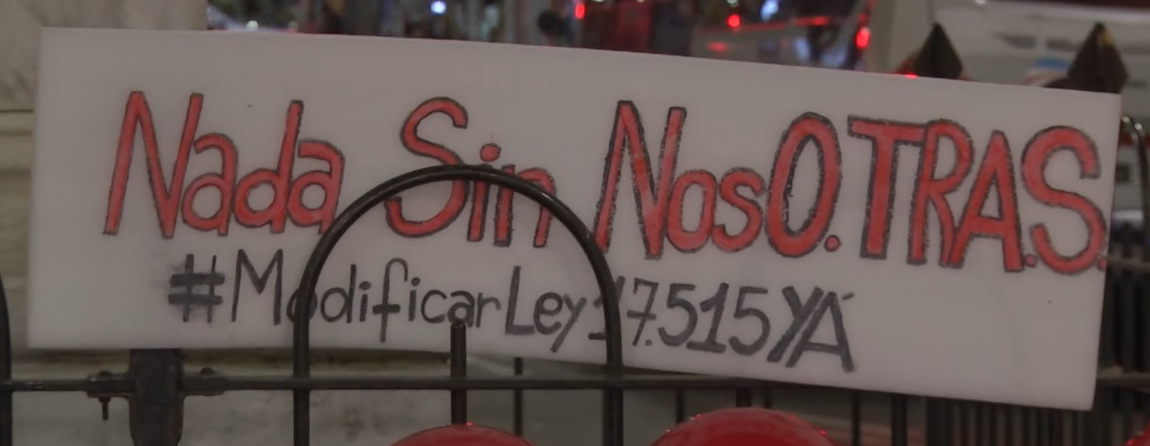 Nada Sin NosO.TRA.S.
#ModificarLey17.515YÁ